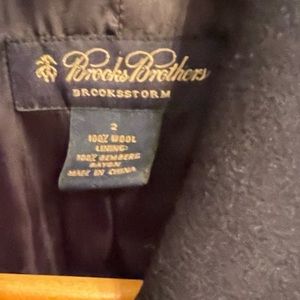 Brooks Brothers
BROOKSSTORM
2
100% WOOL
LINING:
100% BEMBERG
RAYON
MADE IN CHINA